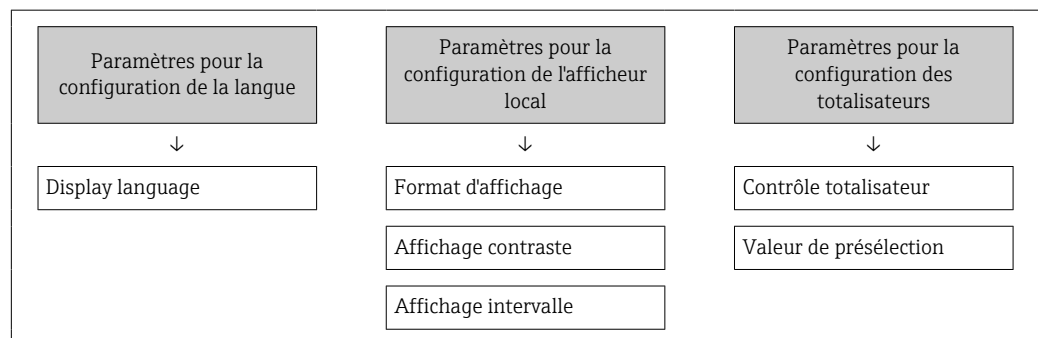 Paramètres pour la
configuration de la langue
↓
Display language
Paramètres pour la
configuration de l'afficheur
local
↓
Format d'affichage
Affichage contraste
Affichage intervalle
Paramètres pour la
configuration des
totalisateurs
↓
Contrôle totalisateur
Valeur de présélection